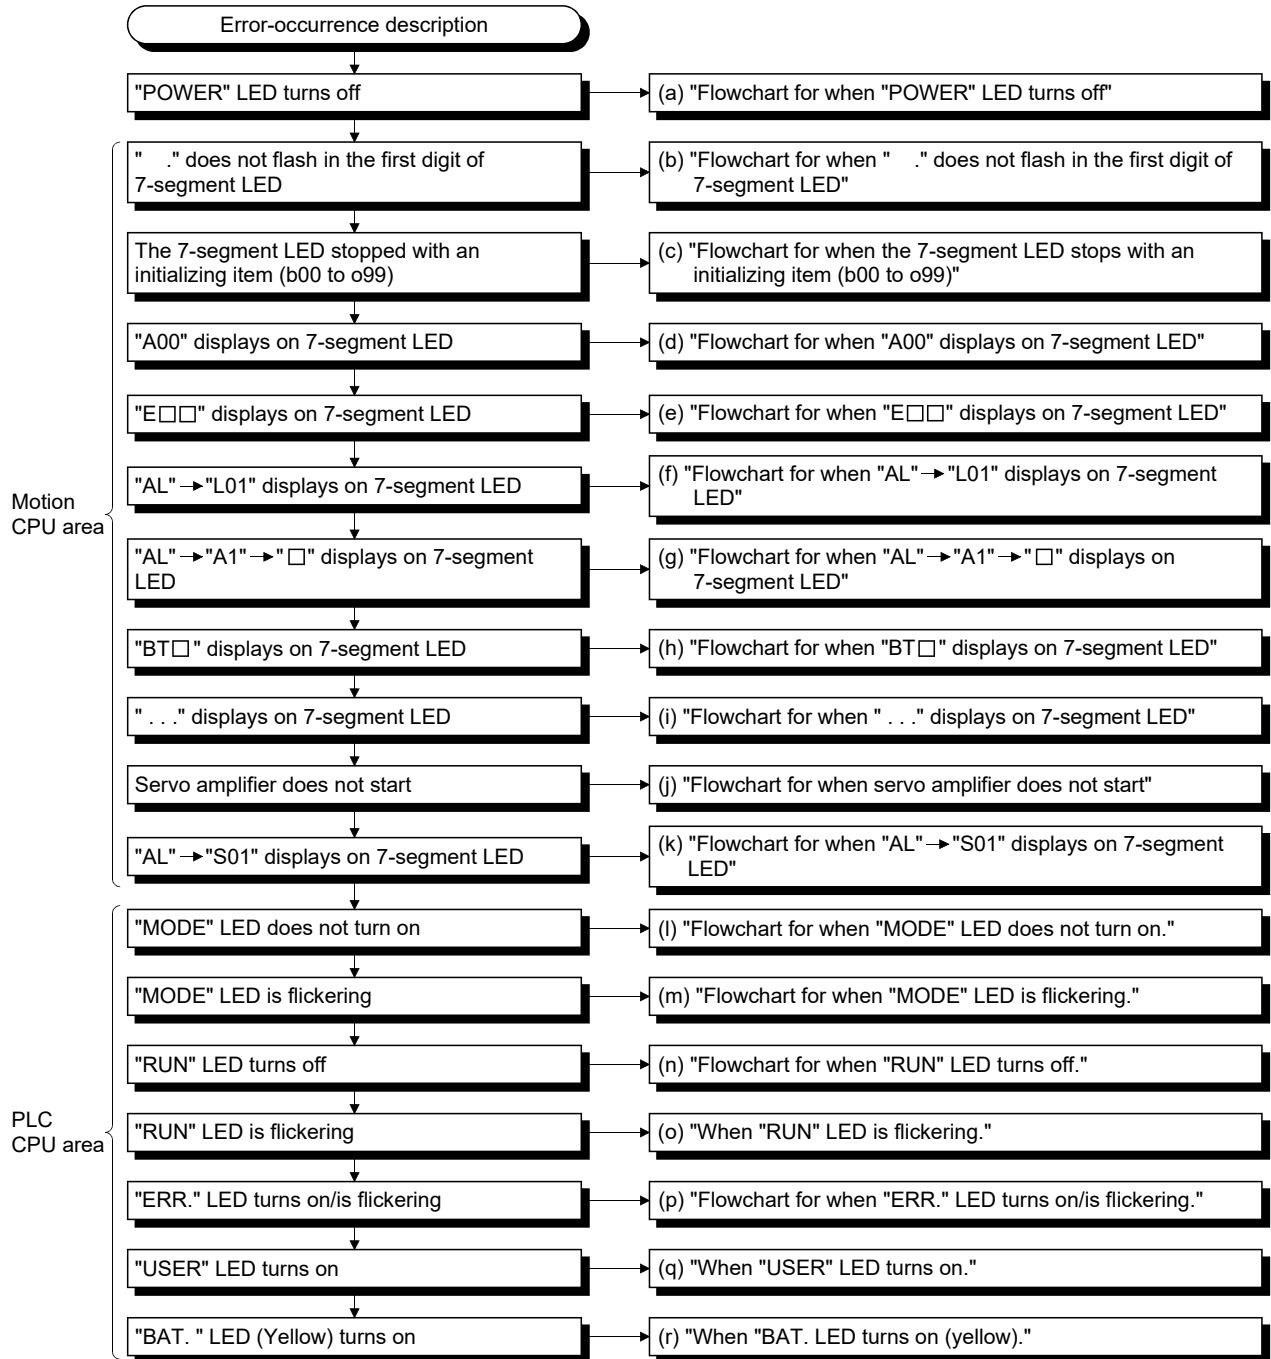 Error-occurrence description
"POWER" LED turns off
(a) "Flowchart for when "POWER" LED turns off"
" ." does not flash in the first digit of
7-segment LED
(b) "Flowchart for when " ." does not flash in the first digit of
7-segment LED"
The 7-segment LED stopped with an
initializing item (b00 to o99)
(c) "Flowchart for when the 7-segment LED stops with an
initializing item (b00 to o99)"
"A00" displays on 7-segment LED
(d) "Flowchart for when "A00" displays on 7-segment LED"
"E□□" displays on 7-segment LED
(e) "Flowchart for when "E□□" displays on 7-segment LED"
"AL"→"L01" displays on 7-segment LED
(f) "Flowchart for when "AL"→"L01" displays on 7-segment
LED"
Motion
CPU area
"AL"→"A1"→"□" displays on 7-segment
LED
(g) "Flowchart for when "AL"→"A1"→"□" displays on
7-segment LED"
"BT□" displays on 7-segment LED
(h) "Flowchart for when "BT□" displays on 7-segment LED"
" . . ." displays on 7-segment LED
(i) "Flowchart for when " . . ." displays on 7-segment LED"
Servo amplifier does not start
(j) "Flowchart for when servo amplifier does not start"
"AL"→"S01" displays on 7-segment LED
(k) "Flowchart for when "AL"→"S01" displays on 7-segment
LED"
"MODE" LED does not turn on
(l) "Flowchart for when "MODE" LED does not turn on."
"MODE" LED is flickering
(m) "Flowchart for when "MODE" LED is flickering."
"RUN" LED turns off
(n) "Flowchart for when "RUN" LED turns off."
PLC
CPU area
"RUN" LED is flickering
(o) "When "RUN" LED is flickering."
"ERR." LED turns on/is flickering
(p) "Flowchart for when "ERR." LED turns on/is flickering."
"USER" LED turns on
(q) "When "USER" LED turns on."
"BAT. " LED (Yellow) turns on
(r) "When "BAT. LED turns on (yellow)."